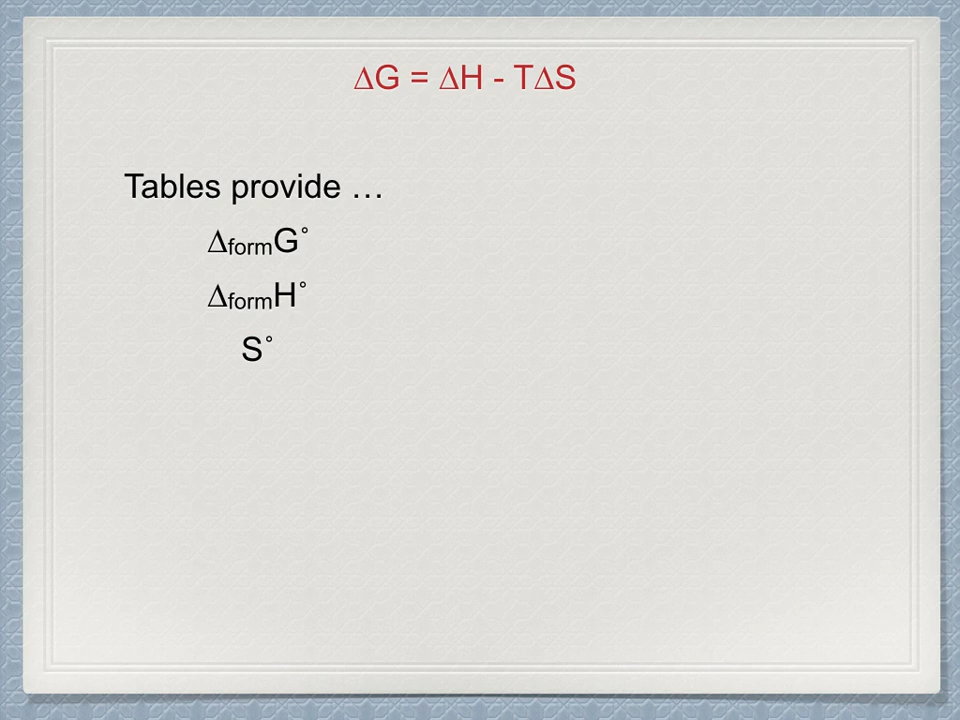 ∆G = ∆H - T∆S
Tables provide …
∆formG˚
∆formH˚
S˚